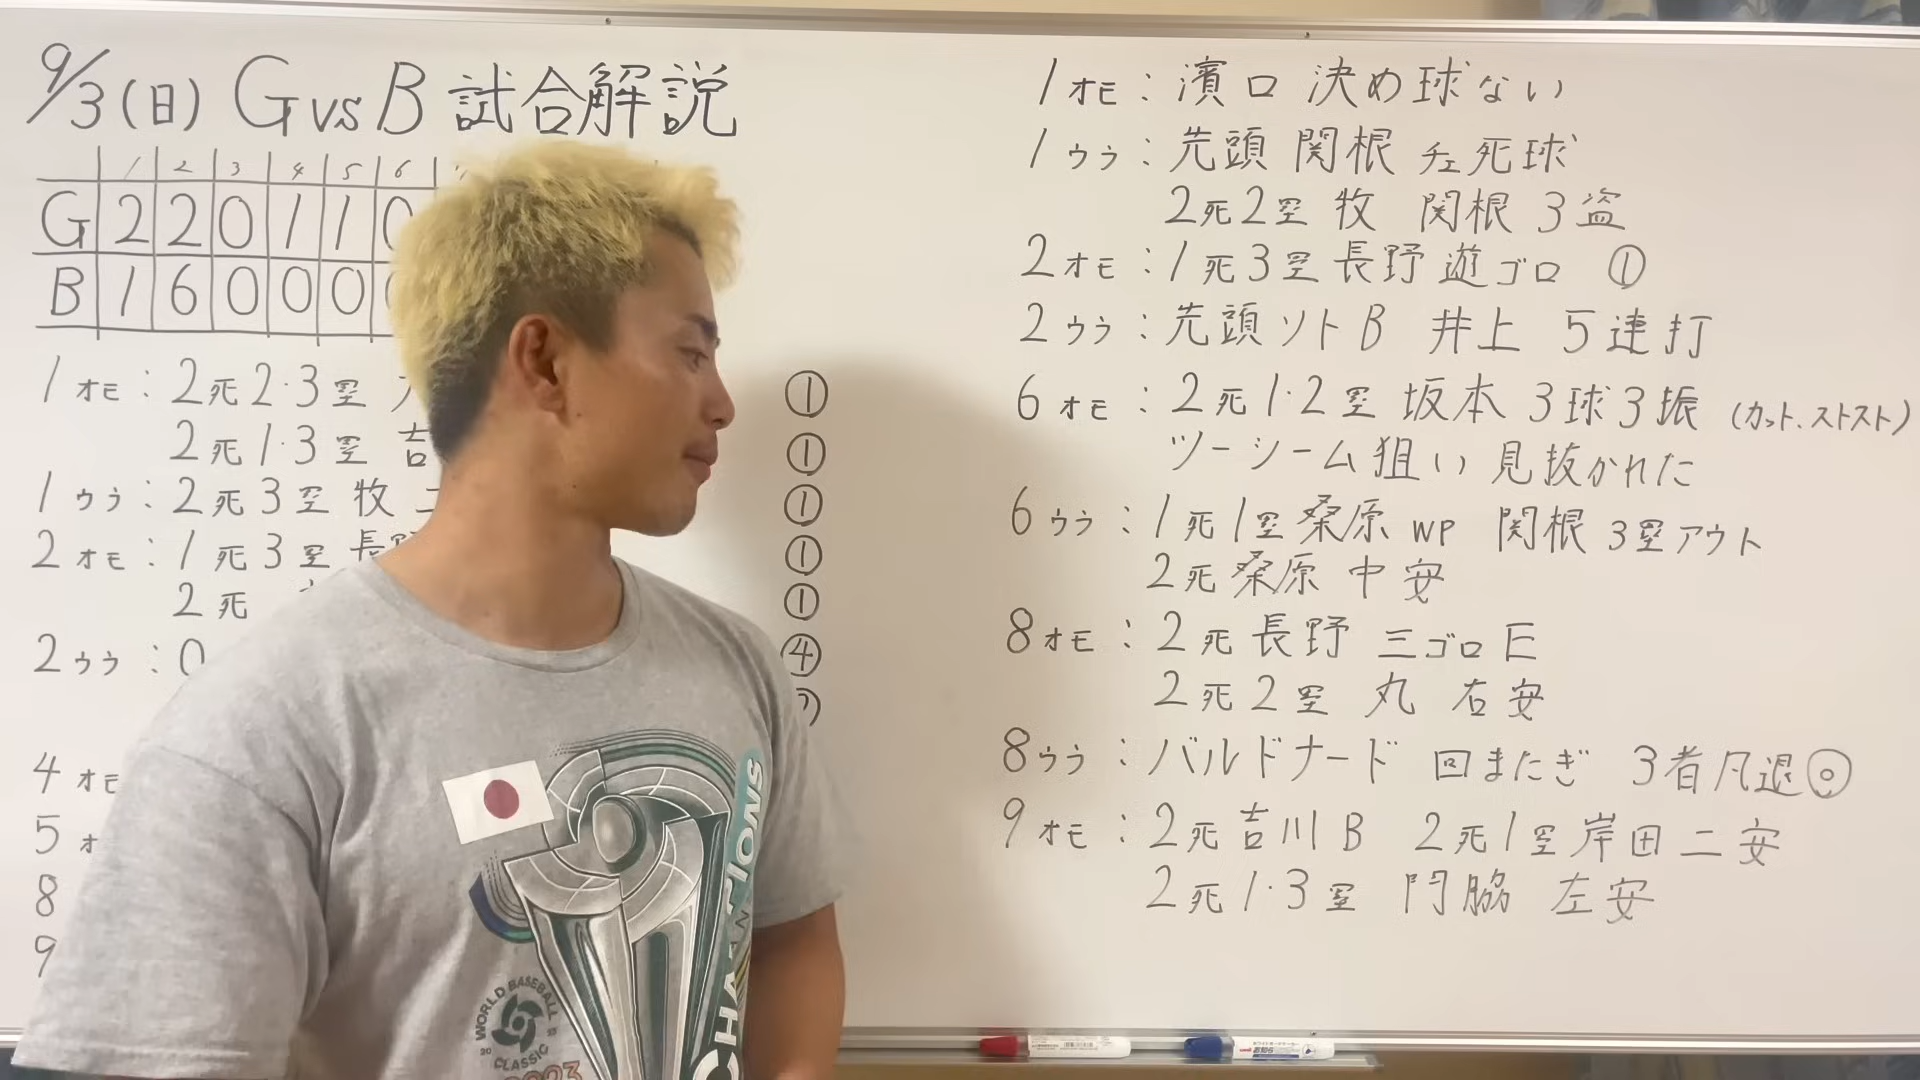 9/3(日) G vs B 試合解説
1 2 3 4 5 6
G 2 2 0 1 1 0
B 1 6 0 0 0
1オモ：2死2・3塁 ①
2死1・3塁 吉 ①
1ウラ：2死3塁 牧 ①
2オモ：1死3塁 長野 ①
2死 ①
2ウラ：0 ④
4オモ
5オ
8
9
1オモ：濱口 決め球ない
1ウラ：先頭 関根 チェ死球
2死2塁 牧 関根 3盗
2オモ：1死3塁 長野 遊ゴロ ①
2ウラ：先頭ソトB 井上 5連打
6オモ：2死1・2塁 坂本 3球3振 (カット、ストスト)
ツーシーム狙い 見抜かれた
6ウラ：1死1塁 桑原 WP 関根 3塁アウト
2死 桑原 中安
8オモ：2死 長野 三ゴロE
2死2塁 丸 右安
8ウラ：バルドナード 回またぎ 3者凡退
9オモ：2死 吉川B 2死1塁 岸田 二安
2死1・3塁 門脇 左安
CHAMPIONS
WORLD BASEBALL
CLASSIC
2023